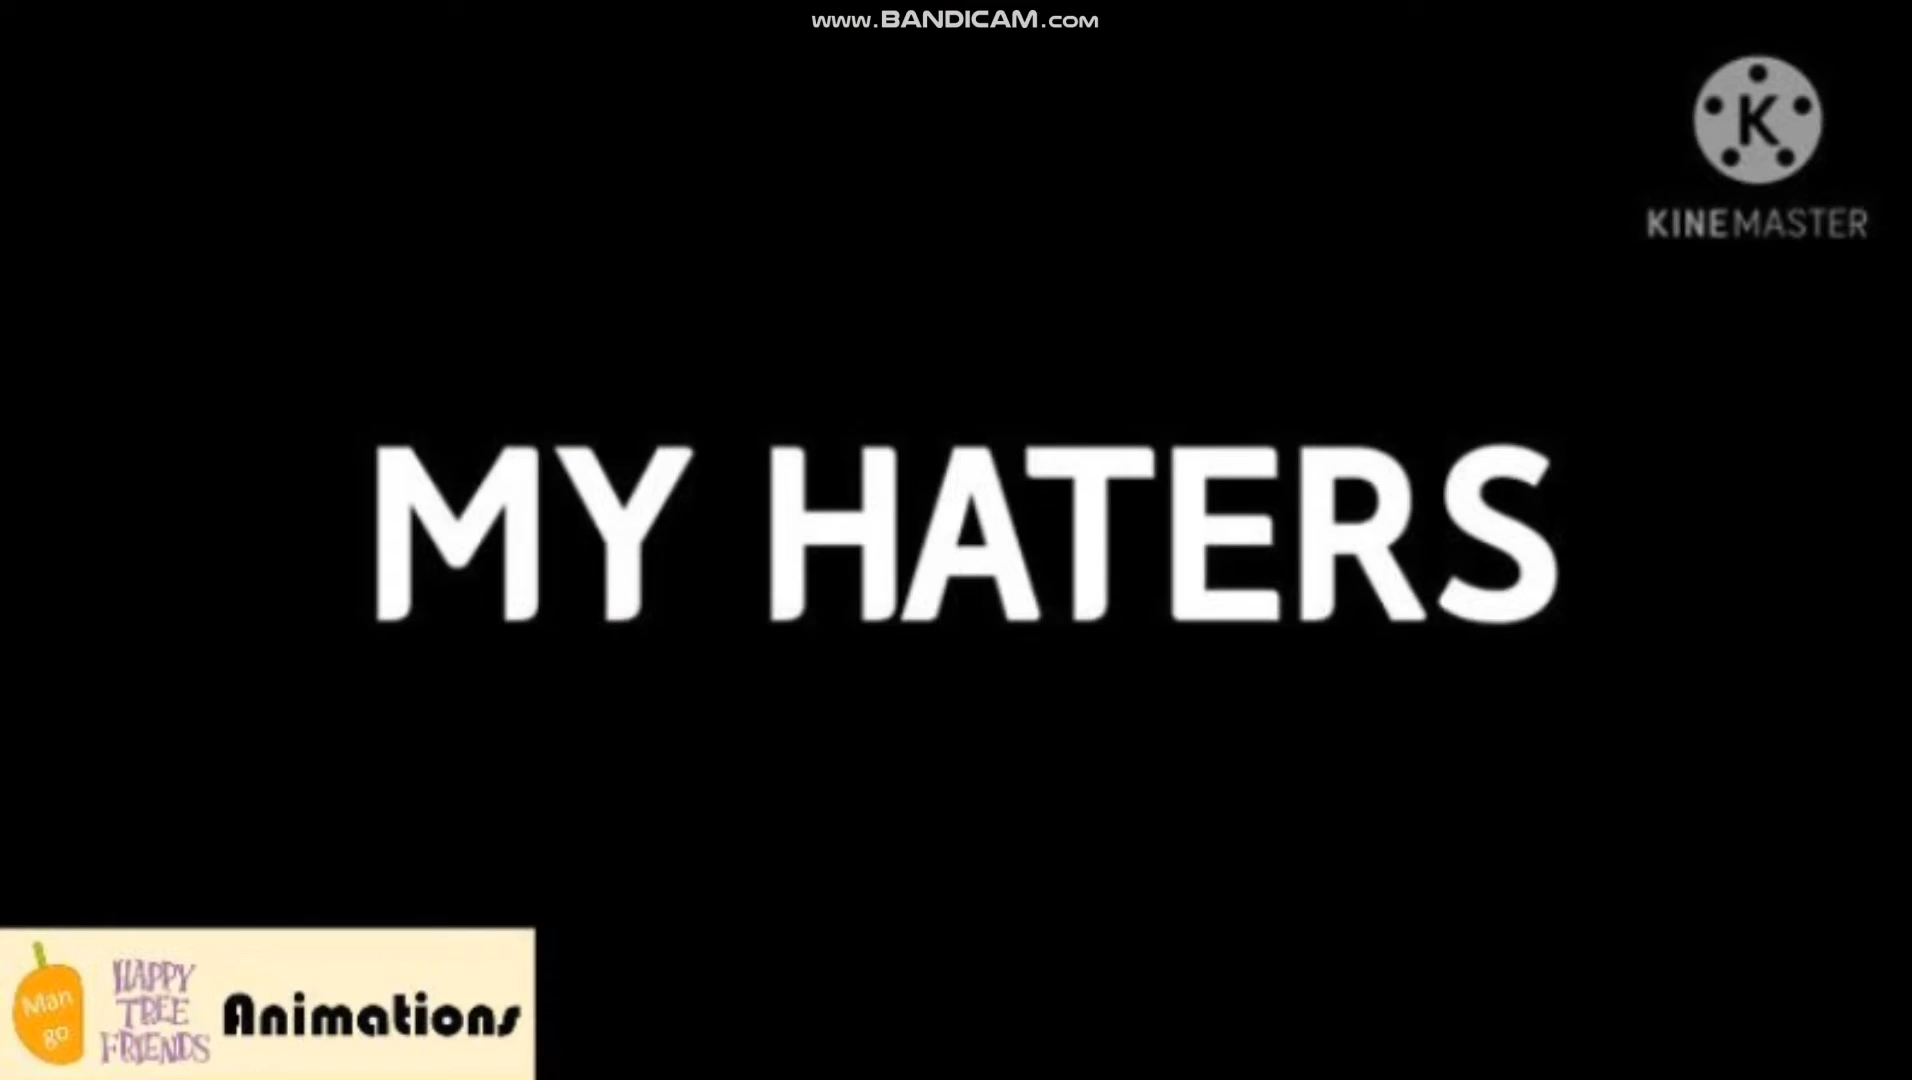 www.BANDICAM.com
K
KINEMASTER
MY HATERS
Man
go
HAPPY
TREE
FRIENDS
Animations